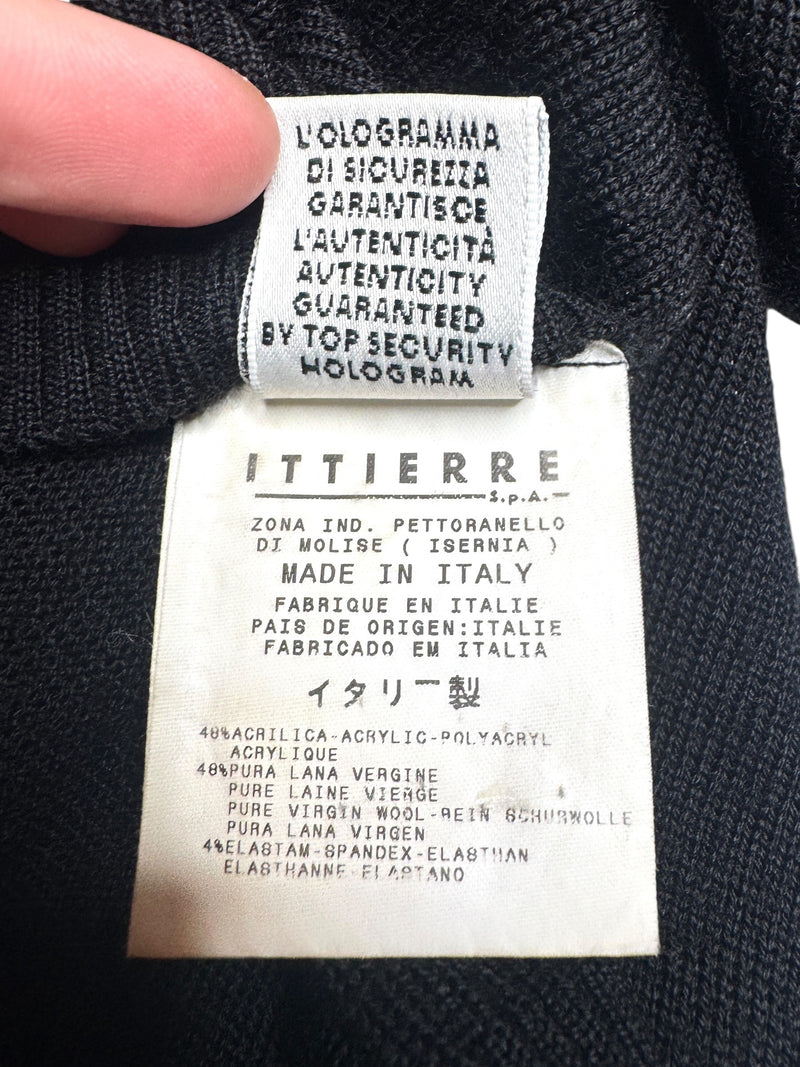 L'OLOGRAMMA
DI SICUREZZA
GARANTISCE
L'AUTENTICITÀ
AUTENTICITY
GUARANTEED
BY TOP SECURITY
HOLOGRAM
ITTIERRE
S.p.A.
ZONA IND. PETTORANELLO
DI MOLISE ( ISERNIA )
MADE IN ITALY
FABRIQUE EN ITALIE
PAIS DE ORIGEN:ITALIE
FABRICADO EM ITALIA
イタリー製
48%ACRILICA-ACRYLIC-POLYACRYL
ACRYLIQUE
48%PURA LANA VERGINE
PURE LAINE VIERGE
PURE VIRGIN WOOL-REIN SCHURWOLLE
PURA LANA VIRGEN
4%ELASTAM-SPANDEX-ELASTHAN
ELASTHANNE-ELASTANO